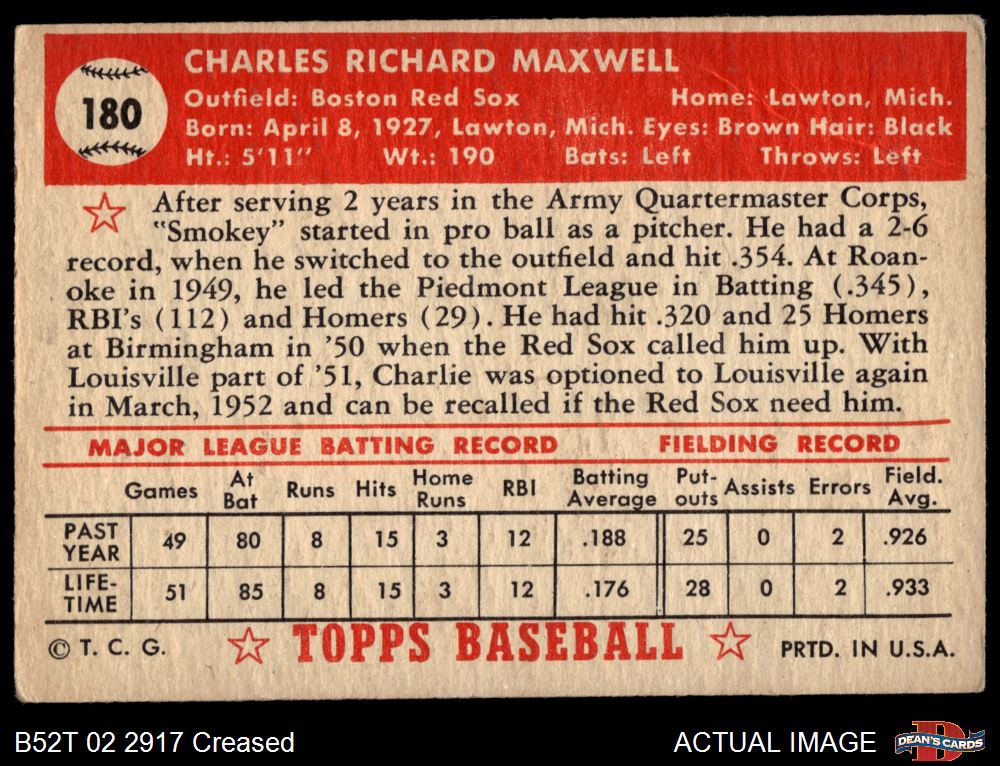 180
CHARLES RICHARD MAXWELL
Outfield: Boston Red Sox Home: Lawton, Mich.
Born: April 8, 1927, Lawton, Mich. Eyes: Brown Hair: Black
Ht.: 5'11" Wt.: 190 Bats: Left Throws: Left
After serving 2 years in the Army Quartermaster Corps,
"Smokey" started in pro ball as a pitcher. He had a 2-6
record, when he switched to the outfield and hit .354. At Roan-
oke in 1949, he led the Piedmont League in Batting (.345),
RBI's (112) and Homers (29). He had hit .320 and 25 Homers
at Birmingham in '50 when the Red Sox called him up. With
Louisville part of '51, Charlie was optioned to Louisville again
in March, 1952 and can be recalled if the Red Sox need him.
MAJOR LEAGUE BATTING RECORD FIELDING RECORD
Games At Bat Runs Hits Home Runs RBI Batting Average Put-outs Assists Errors Field. Avg.
PAST YEAR 49 80 8 15 3 12 .188 25 0 2 .926
LIFE-TIME 51 85 8 15 3 12 .176 28 0 2 .933
© T. C. G. TOPPS BASEBALL PRTD. IN U.S.A.
B52T 02 2917 Creased ACTUAL IMAGE DEAN'S CARDS